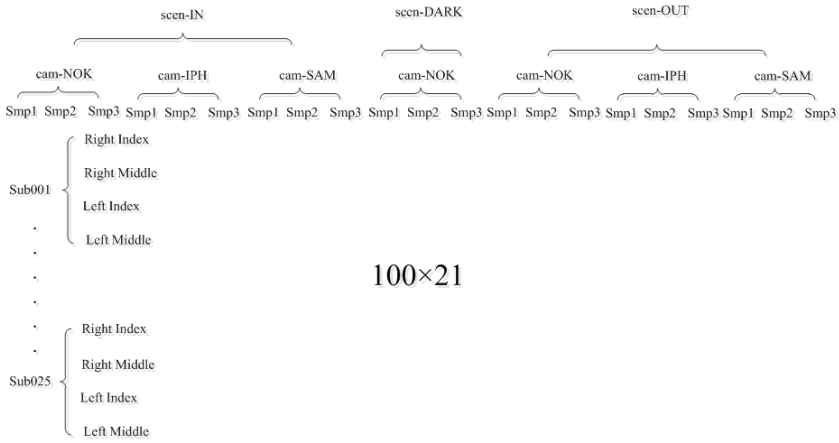 scen-IN scen-DARK scen-OUT
cam-NOK cam-IPH cam-SAM cam-NOK cam-NOK cam-IPH cam-SAM
Smp1 Smp2 Smp3 Smp1 Smp2 Smp3 Smp1 Smp2 Smp3 Smp1 Smp2 Smp3 Smp1 Smp2 Smp3 Smp1 Smp2 Smp3 Smp1 Smp2 Smp3
Right Index
Right Middle
Sub001
Left Index
Left Middle
100×21
Right Index
Right Middle
Sub025
Left Index
Left Middle